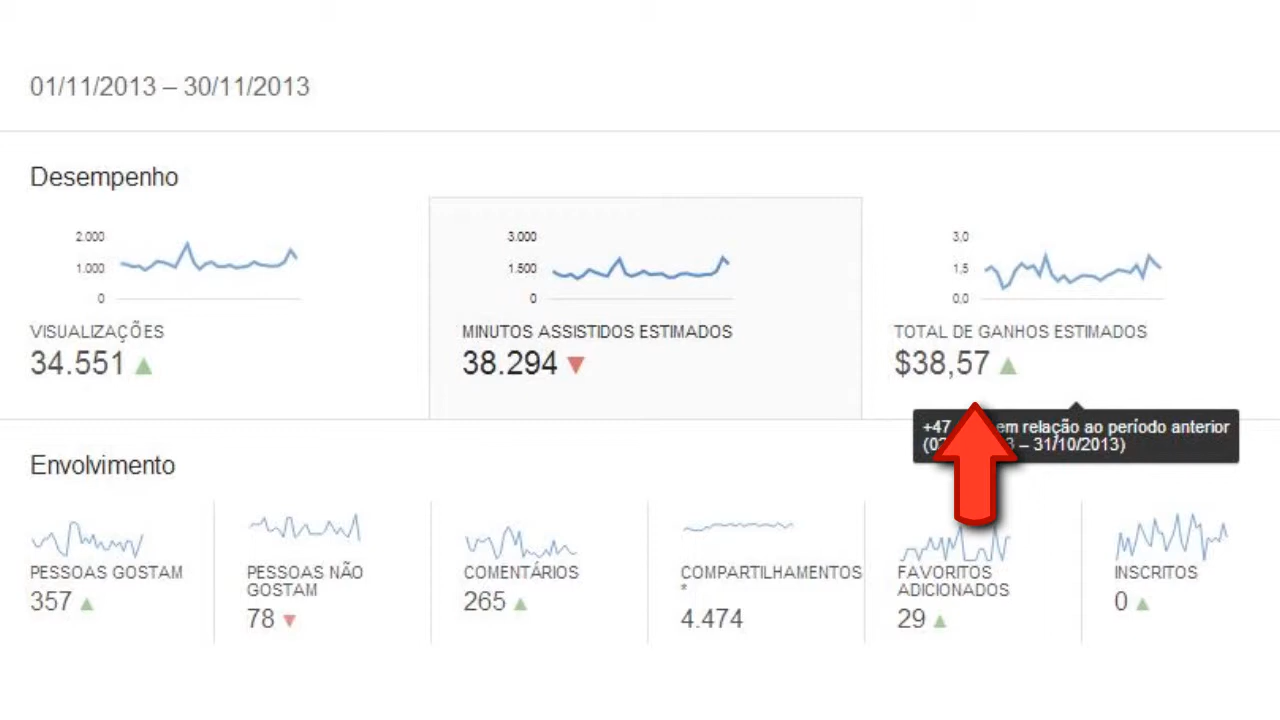 01/11/2013 – 30/11/2013
Desempenho
2.000
1.000
0
VISUALIZAÇÕES
34.551
3.000
1.500
0
MINUTOS ASSISTIDOS ESTIMADOS
38.294
3,0
1,5
0,0
TOTAL DE GANHOS ESTIMADOS
$38,57
+47 em relação ao período anterior
– 31/10/2013)
Envolvimento
PESSOAS GOSTAM
357
PESSOAS NÃO
GOSTAM
78
COMENTÁRIOS
265
COMPARTILHAMENTOS
*
4.474
FAVORITOS
ADICIONADOS
29
INSCRITOS
0